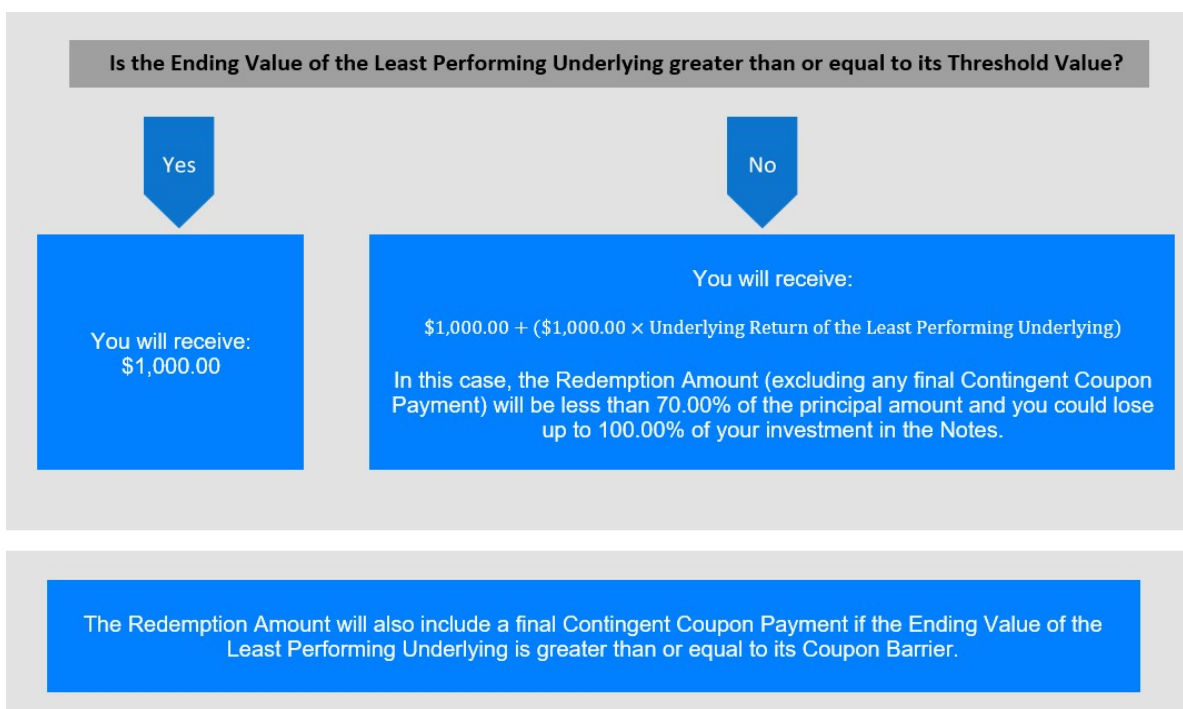 Is the Ending Value of the Least Performing Underlying greater than or equal to its Threshold Value?
Yes
No
You will receive:
$1,000.00
You will receive:
$1,000.00 + ($1,000.00 × Underlying Return of the Least Performing Underlying)
In this case, the Redemption Amount (excluding any final Contingent Coupon
Payment) will be less than 70.00% of the principal amount and you could lose
up to 100.00% of your investment in the Notes.
The Redemption Amount will also include a final Contingent Coupon Payment if the Ending Value of the
Least Performing Underlying is greater than or equal to its Coupon Barrier.